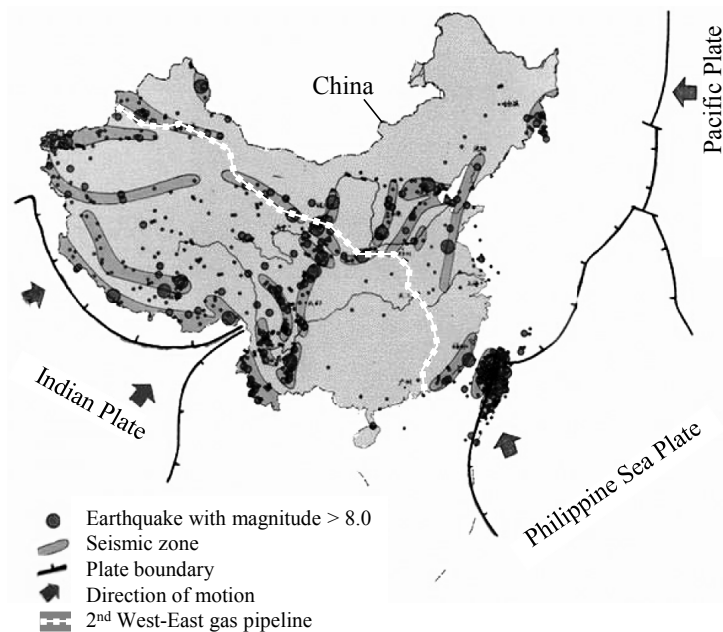 China
Pacific Plate
Indian Plate
Philippine Sea Plate
Earthquake with magnitude > 8.0
Seismic zone
Plate boundary
Direction of motion
2nd West-East gas pipeline